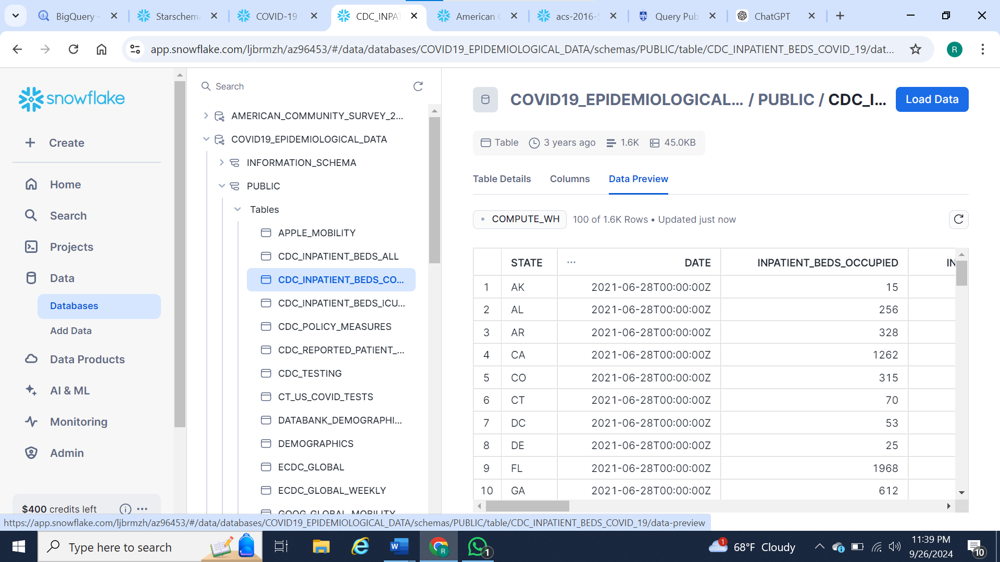 BigQuery -
Starschema
COVID-19
CDC_INPAT
American C
acs-2016-5
Query Pub
ChatGPT
app.snowflake.com/ljbrmzh/az96453/#/data/databases/COVID19_EPIDEMIOLOGICAL_DATA/schemas/PUBLIC/table/CDC_INPATIENT_BEDS_COVID_19/dat...
R
snowflake
Create
Home
Search
Projects
Data
Databases
Add Data
Data Products
AI & ML
Monitoring
Admin
$400 credits left
Search
AMERICAN_COMMUNITY_SURVEY_2...
COVID19_EPIDEMIOLOGICAL_DATA
INFORMATION_SCHEMA
PUBLIC
Tables
APPLE_MOBILITY
CDC_INPATIENT_BEDS_ALL
CDC_INPATIENT_BEDS_CO...
CDC_INPATIENT_BEDS_ICU...
CDC_POLICY_MEASURES
CDC_REPORTED_PATIENT_...
CDC_TESTING
CT_US_COVID_TESTS
DATABANK_DEMOGRAPHI...
DEMOGRAPHICS
ECDC_GLOBAL
ECDC_GLOBAL_WEEKLY
GOOG_GLOBAL_MOBILITY
COVID19_EPIDEMIOLOGICAL... / PUBLIC / CDC_I...
Load Data
Table 3 years ago 1.6K 45.0KB
Table Details Columns Data Preview
COMPUTE_WH 100 of 1.6K Rows • Updated just now
STATE ... DATE INPATIENT_BEDS_OCCUPIED IN
1 AK 2021-06-28T00:00:00Z 15
2 AL 2021-06-28T00:00:00Z 256
3 AR 2021-06-28T00:00:00Z 328
4 CA 2021-06-28T00:00:00Z 1262
5 CO 2021-06-28T00:00:00Z 315
6 CT 2021-06-28T00:00:00Z 70
7 DC 2021-06-28T00:00:00Z 53
8 DE 2021-06-28T00:00:00Z 25
9 FL 2021-06-28T00:00:00Z 1968
10 GA 2021-06-28T00:00:00Z 612
https://app.snowflake.com/ljbrmzh/az96453/#/data/databases/COVID19_EPIDEMIOLOGICAL_DATA/schemas/PUBLIC/table/CDC_INPATIENT_BEDS_COVID_19/data-preview
Type here to search
W
R
1
1
68°F Cloudy
11:39 PM
9/26/2024
10